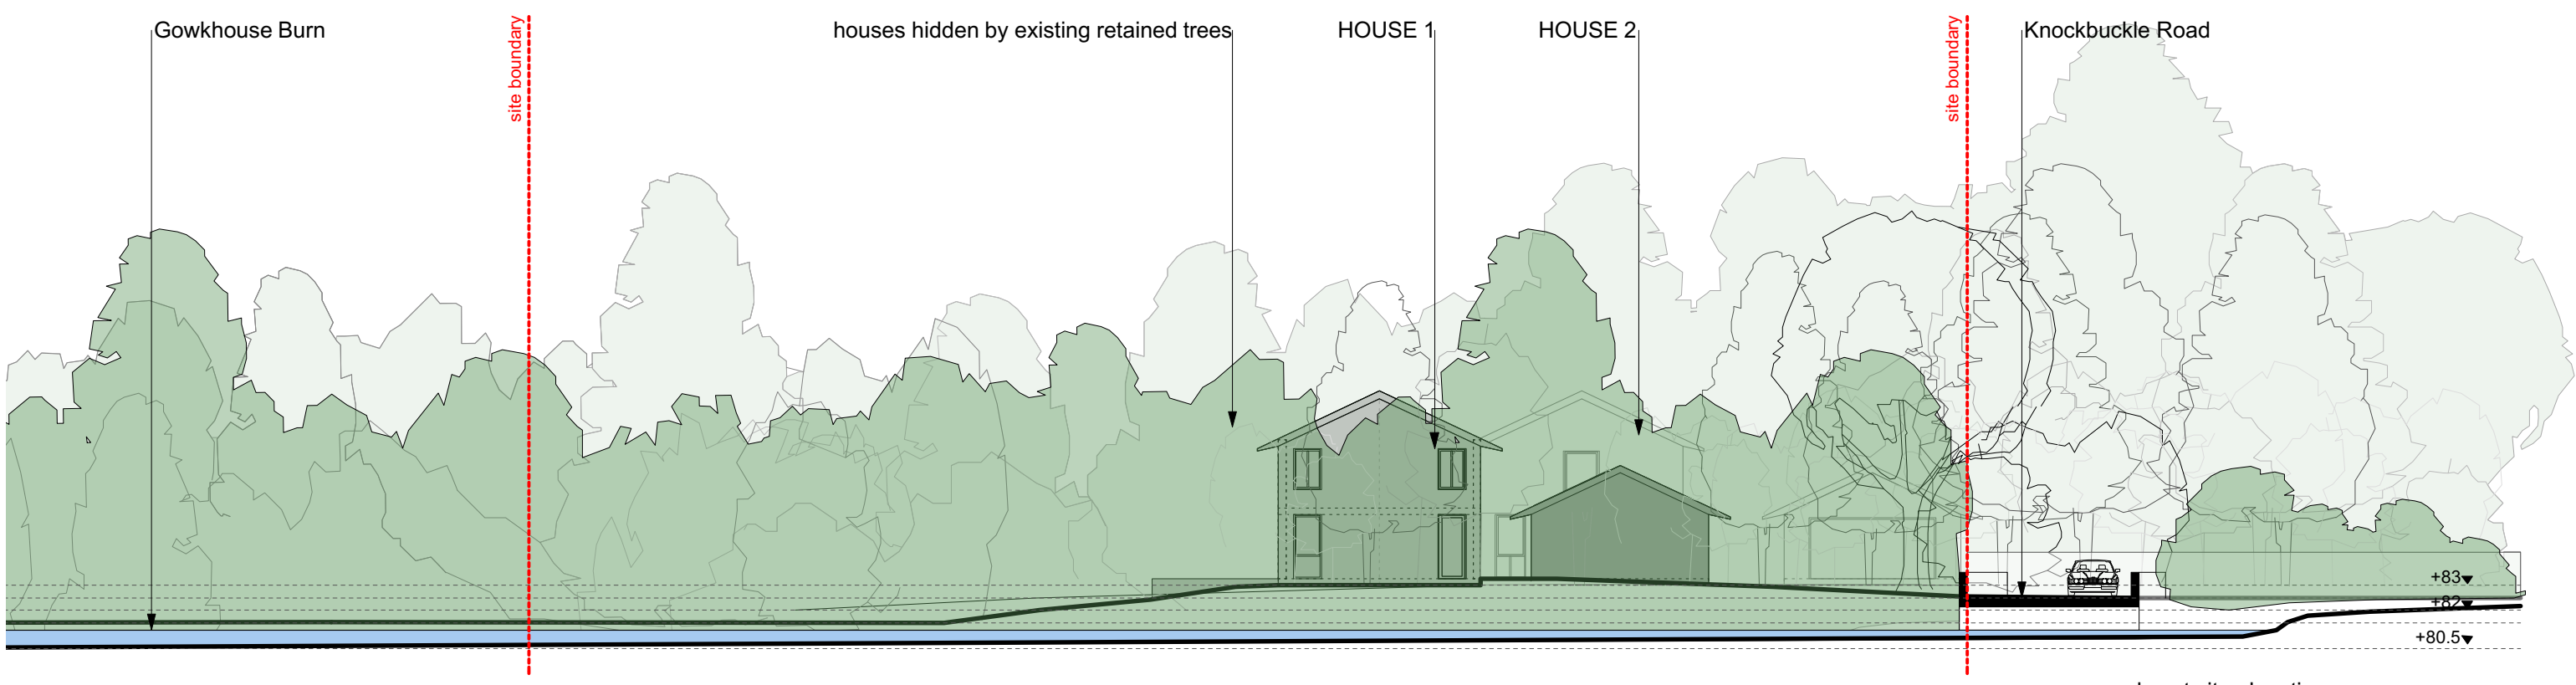 Gowkhouse Burn
site boundary
houses hidden by existing retained trees
HOUSE 1
HOUSE 2
site boundary
Knockbuckle Road
+83
+82
+80.5